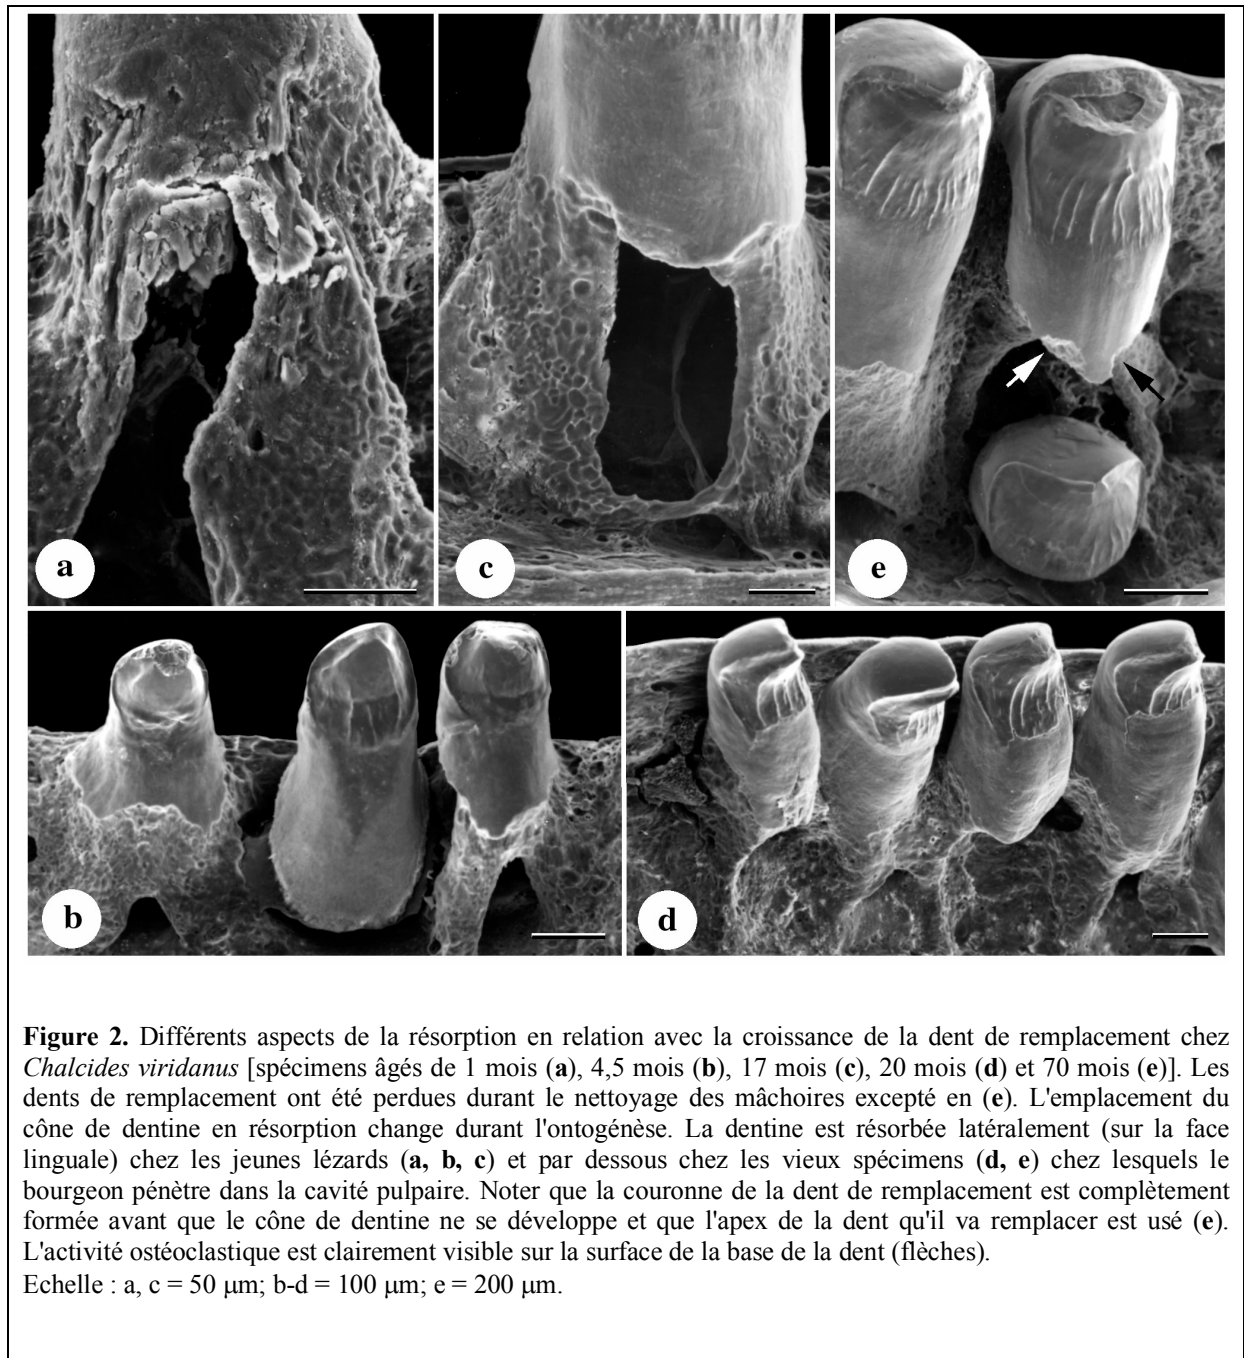 a
c
e
b
d
Figure 2. Différents aspects de la résorption en relation avec la croissance de la dent de remplacement chez
Chalcides viridanus [spécimens âgés de 1 mois (a), 4,5 mois (b), 17 mois (c), 20 mois (d) et 70 mois (e)]. Les
dents de remplacement ont été perdues durant le nettoyage des mâchoires excepté en (e). L'emplacement du
cône de dentine en résorption change durant l'ontogénèse. La dentine est résorbée latéralement (sur la face
linguale) chez les jeunes lézards (a, b, c) et par dessous chez les vieux spécimens (d, e) chez lesquels le
bourgeon pénètre dans la cavité pulpaire. Noter que la couronne de la dent de remplacement est complètement
formée avant que le cône de dentine ne se développe et que l'apex de la dent qu'il va remplacer est usé (e).
L'activité ostéoclastique est clairement visible sur la surface de la base de la dent (flèches).
Echelle : a, c = 50 μm; b-d = 100 μm; e = 200 μm.